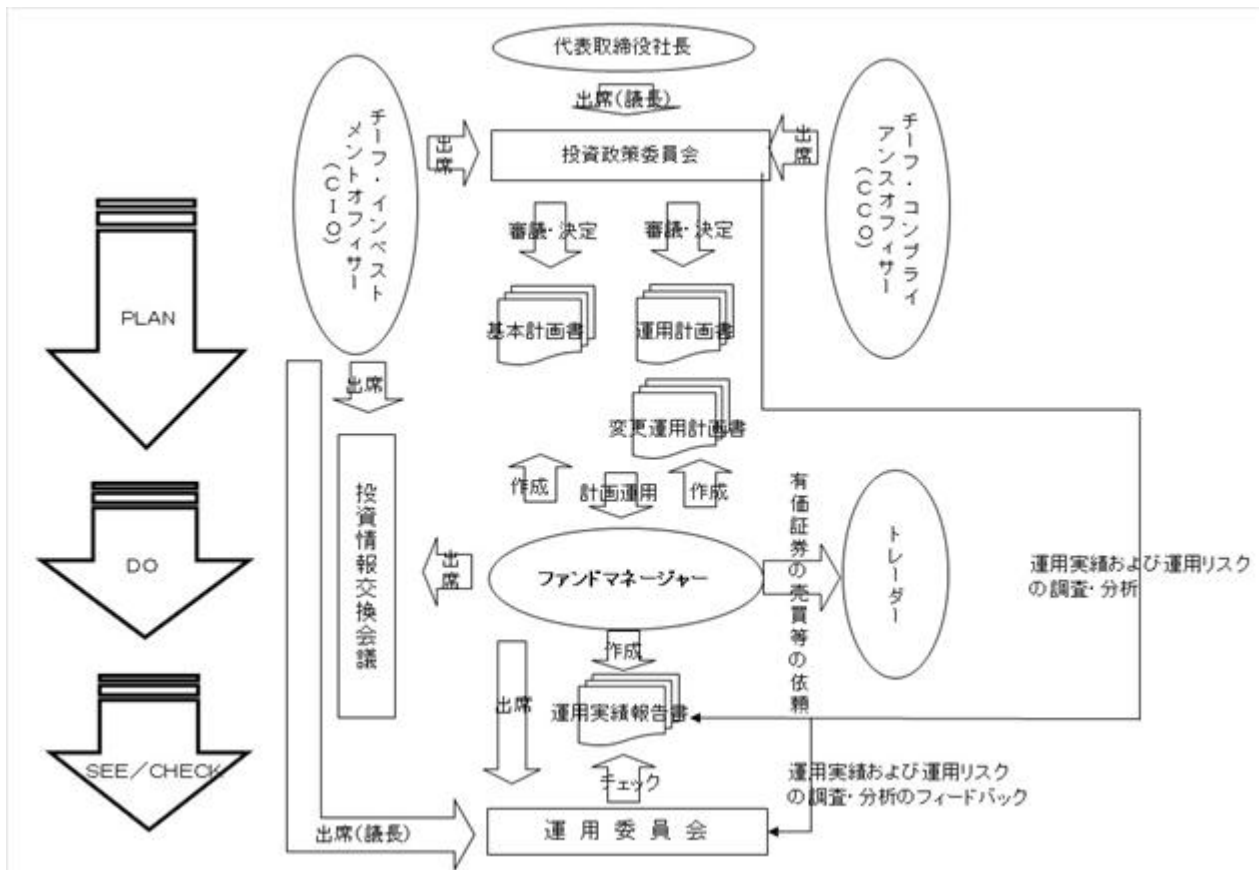 代表取締役社長
出席(議長)
チーフ・インベスト
メントオフィサー
(CIO)
出席
投資政策委員会
出席
チーフ・コンプライ
アンスオフィサー
(CCO)
審議・決定
審議・決定
PLAN
基本計画書
運用計画書
出席
変更運用計画書
作成
計画運用
作成
投資情報交換会議
DO
出席
ファンドマネージャー
有価証券の売買等の依頼
トレーダー
運用実績および運用リスク
の調査・分析
作成
出席
運用実績報告書
SEE/CHECK
チェック
運用実績および運用リスク
の調査・分析のフィードバック
出席(議長)
運用委員会